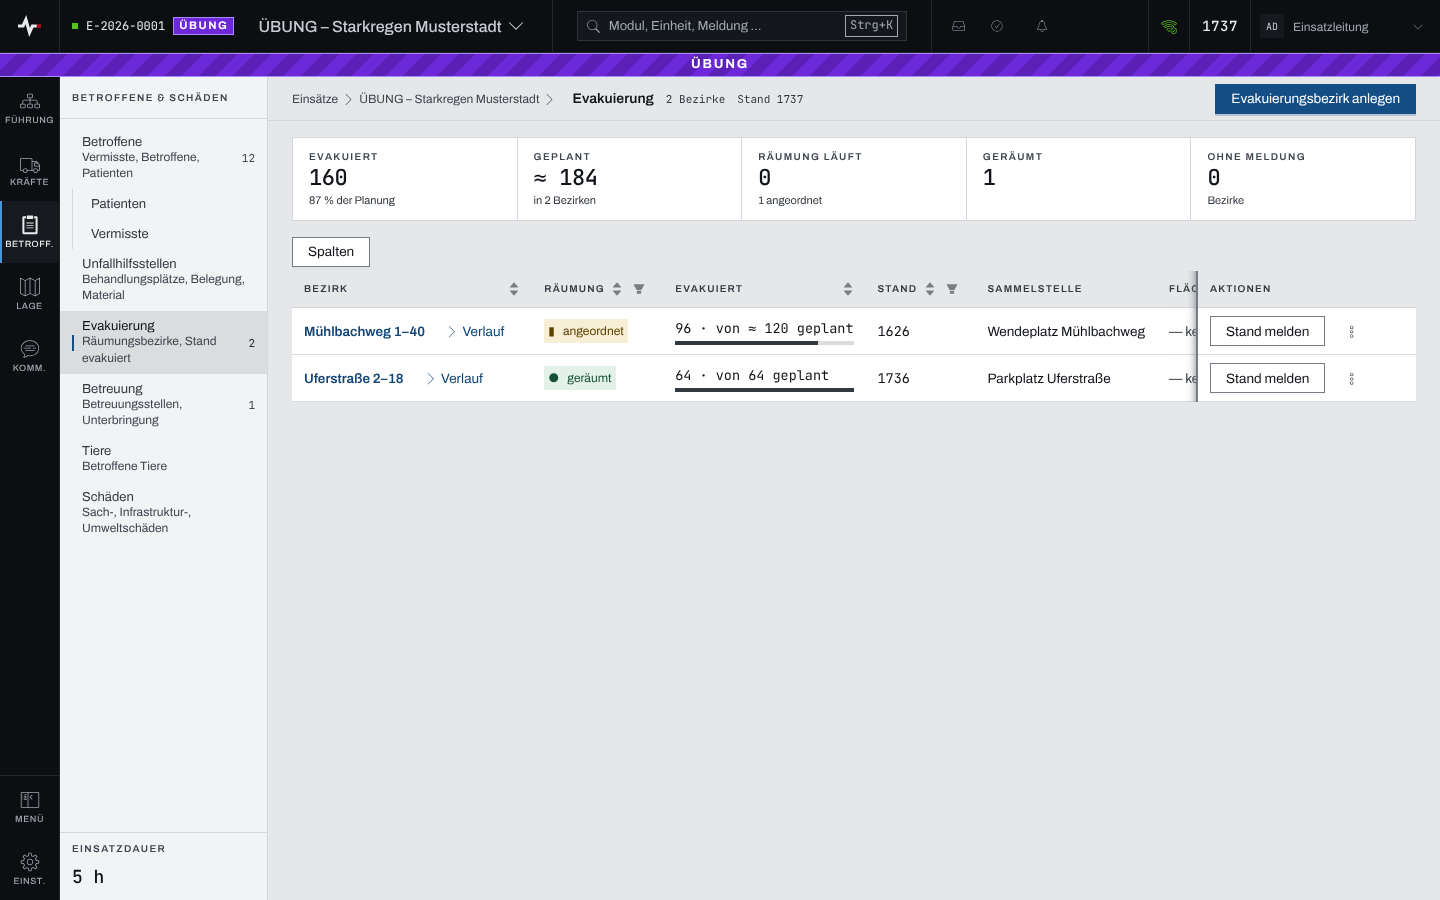 E-2026-0001 ÜBUNG ÜBUNG – Starkregen Musterstadt Modul, Einheit, Meldung ... Strg+K 1737 AD Einsatzleitung
ÜBUNG
FÜHRUNG
KRÄFTE
BETROFF.
LAGE
KOMM.
MENÜ
EINST.
BETROFFENE & SCHÄDEN
Betroffene
Vermisste, Betroffene, Patienten
12
Patienten
Vermisste
Unfallhilfsstellen
Behandlungsplätze, Belegung,
Material
Evakuierung
Räumungsbezirke, Stand
evakuiert
2
Betreuung
Betreuungsstellen,
Unterbringung
1
Tiere
Betroffene Tiere
Schäden
Sach-, Infrastruktur-,
Umweltschäden
EINSATZDAUER
5 h
Einsätze ÜBUNG – Starkregen Musterstadt Evakuierung 2 Bezirke Stand 1737 Evakuierungsbezirk anlegen
EVAKUIERT
160
87 % der Planung
GEPLANT
≈ 184
in 2 Bezirken
RÄUMUNG LÄUFT
0
1 angeordnet
GERÄUMT
1
OHNE MELDUNG
0
Bezirke
Spalten
BEZIRK RÄUMUNG EVAKUIERT STAND SAMMELSTELLE FLÄC AKTIONEN
Mühlbachweg 1–40 Verlauf angeordnet 96 · von ≈ 120 geplant 1626 Wendeplatz Mühlbachweg — ke Stand melden
Uferstraße 2–18 Verlauf geräumt 64 · von 64 geplant 1736 Parkplatz Uferstraße — ke Stand melden